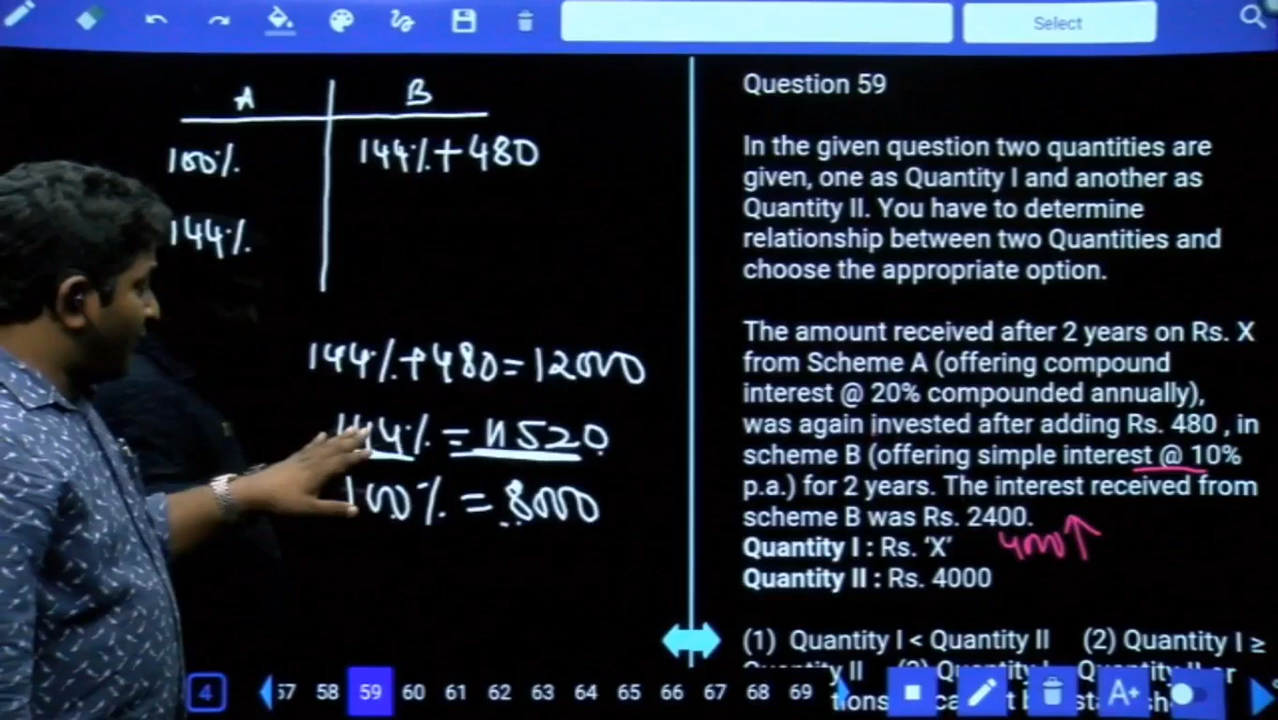 Select
A B
100% 144%+480
144%
144%+480=12000
144% = 11520
100% = 8000
Question 59
In the given question two quantities are
given, one as Quantity I and another as
Quantity II. You have to determine
relationship between two Quantities and
choose the appropriate option.
The amount received after 2 years on Rs. X
from Scheme A (offering compound
interest @ 20% compounded annually),
was again invested after adding Rs. 480 , in
scheme B (offering simple interest @ 10%
p.a.) for 2 years. The interest received from
scheme B was Rs. 2400.
Quantity I : Rs. ‘X’
4000↑
Quantity II : Rs. 4000
(1) Quantity I < Quantity II (2) Quantity I ≥
4 57 58 59 60 61 62 63 64 65 66 67 68 69 A+